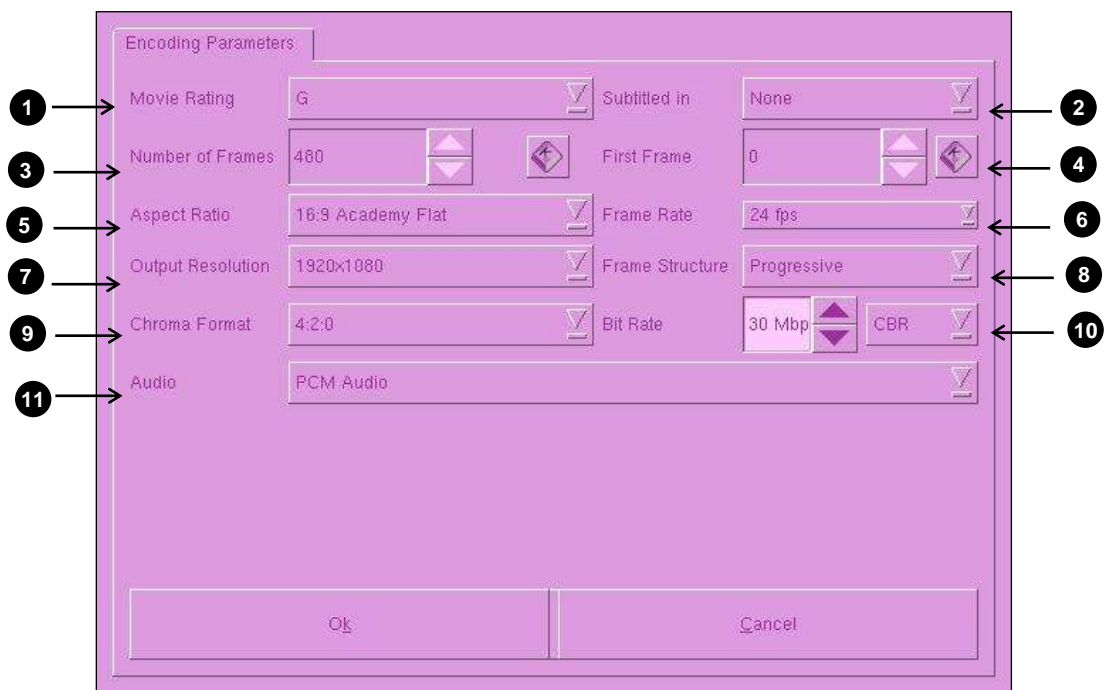 Encoding Parameters
1 Movie Rating G Subtitled in None 2
3 Number of Frames 480 First Frame 0 4
5 Aspect Ratio 16:9 Academy Flat Frame Rate 24 fps 6
7 Output Resolution 1920x1080 Frame Structure Progressive 8
9 Chroma Format 4:2:0 Bit Rate 30 Mbp CBR 10
11 Audio PCM Audio
Ok Cancel